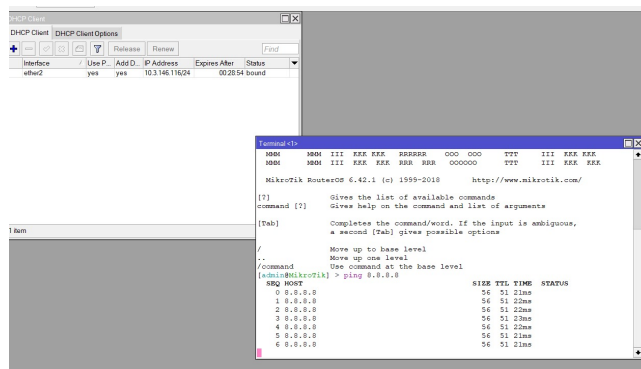 DHCP Client
DHCP Client DHCP Client Options
Release Renew Find
Interface / Use P... Add D... IP Address Expires After Status
ether2 yes yes 10.3.146.116/24 00:28:54 bound
1 item
Terminal <1>
MMM MMM III KKK KKK RRRRRR OOO OOO TTT III KKK KKK
MMM MMM III KKK KKK RRR RRR OOOOOO TTT III KKK KKK
MikroTik RouterOS 6.42.1 (c) 1999-2018 http://www.mikrotik.com/
[?] Gives the list of available commands
command [?] Gives help on the command and list of arguments
[Tab] Completes the command/word. If the input is ambiguous,
a second [Tab] gives possible options
/ Move up to base level
.. Move up one level
/command Use command at the base level
[admin@MikroTik] > ping 8.8.8.8
SEQ HOST SIZE TTL TIME STATUS
0 8.8.8.8 56 51 21ms
1 8.8.8.8 56 51 22ms
2 8.8.8.8 56 51 22ms
3 8.8.8.8 56 51 23ms
4 8.8.8.8 56 51 22ms
5 8.8.8.8 56 51 21ms
6 8.8.8.8 56 51 21ms